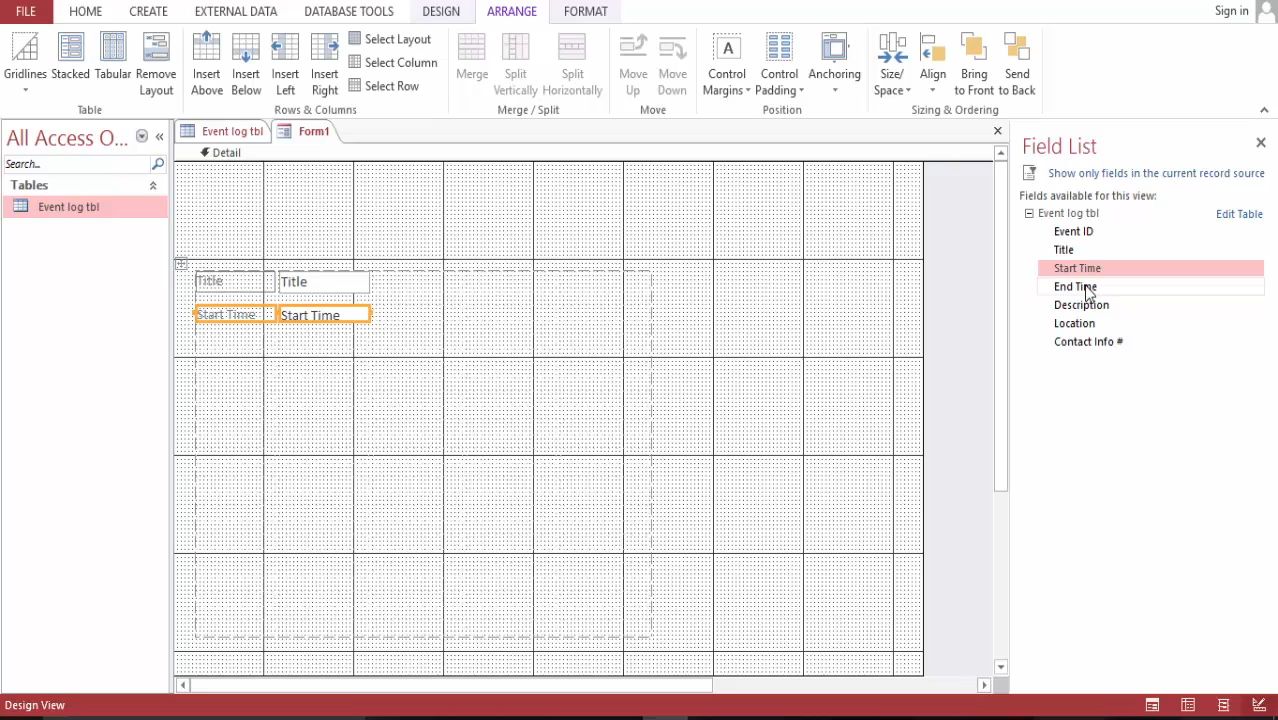 FILE HOME CREATE EXTERNAL DATA DATABASE TOOLS DESIGN ARRANGE FORMAT Sign in
Gridlines Stacked Tabular Remove Layout
Table
Insert Above Insert Below Insert Left Insert Right
Select Layout
Select Column
Select Row
Rows & Columns
Merge Split Vertically Split Horizontally
Merge / Split
Move Up Move Down
Move
Control Margins Control Padding Anchoring
Position
Size/ Space Align Bring to Front Send to Back
Sizing & Ordering
All Access O...
Search...
Tables
Event log tbl
Event log tbl Form1
Detail
Title Title
Start Time Start Time
Field List
Show only fields in the current record source
Fields available for this view:
Event log tbl Edit Table
Event ID
Title
Start Time
End Time
Description
Location
Contact Info #
Design View